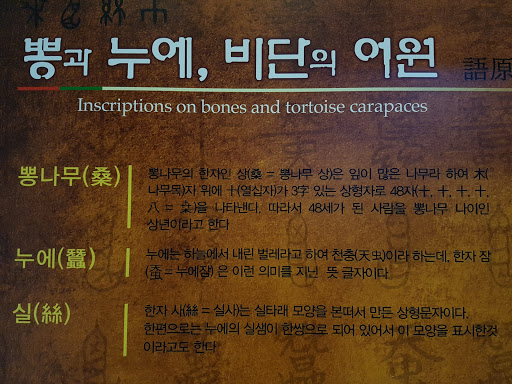 뽕과 누에, 비단의 어원 語原
Inscriptions on bones and tortoise carapaces
뽕나무(桑)
뽕나무의 한자인 상(桑 = 뽕나무 상)은 잎이 많은 나무라 하여 木(
나무목)자 위에 十(열십자)가 3字 있는 상형자로 48자(十, 十, 十, 十,
八 = 桒)을 나타낸다. 따라서 48세가 된 사람을 뽕나무 나이인
상년이라고 한다
누에(蠶)
누에는 하늘에서 내린 벌레라고 하여 천충(天虫)이라 하는데, 한자 잠
(蚕=누에잠) 은 이런 의미를 지닌 뜻 글자이다.
실(絲)
한자 사(絲 = 실사)는 실타래 모양을 본떠서 만든 상형문자이다.
한편으로는 누에의 실샘이 한쌍으로 되어 있어서 이 모양을 표시한것
이라고도 한다